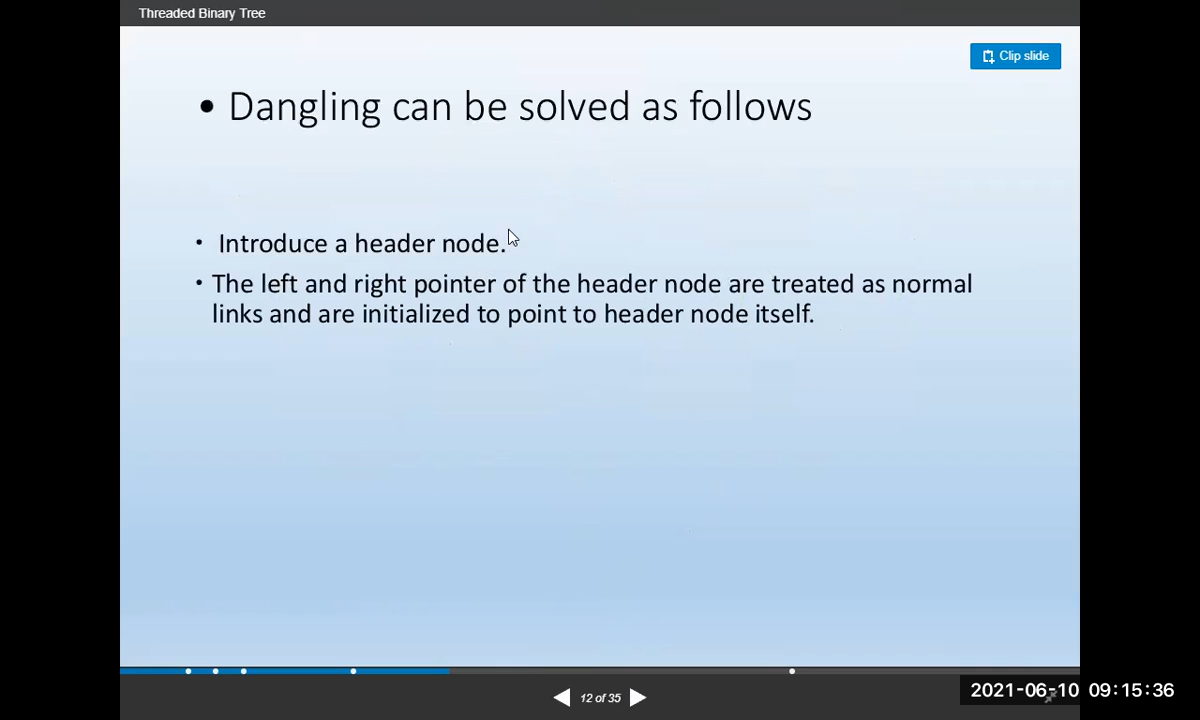 Threaded Binary Tree
Clip slide
• Dangling can be solved as follows
• Introduce a header node.
• The left and right pointer of the header node are treated as normal
links and are initialized to point to header node itself.
12 of 35
2021-06-10 09:15:36